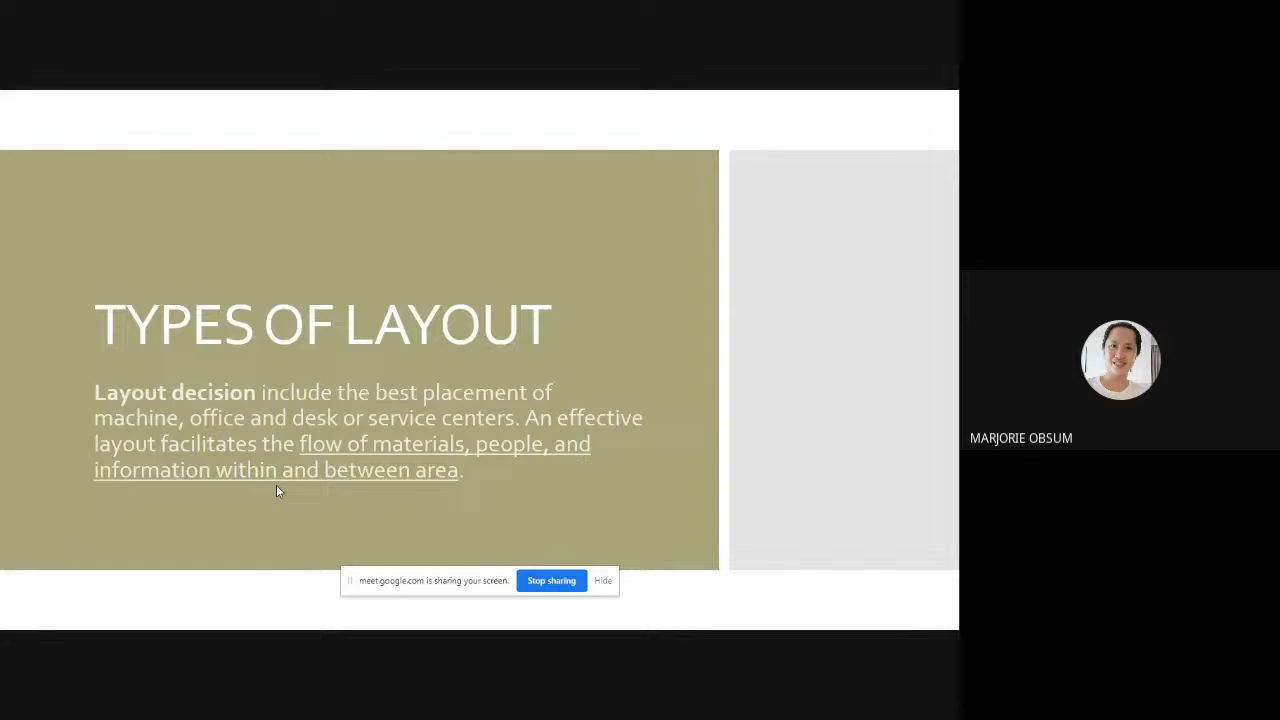 TYPES OF LAYOUT
Layout decision include the best placement of
machine, office and desk or service centers. An effective
layout facilitates the flow of materials, people, and
information within and between area.
meet.google.com is sharing your screen. Stop sharing Hide
MARJORIE OBSUM